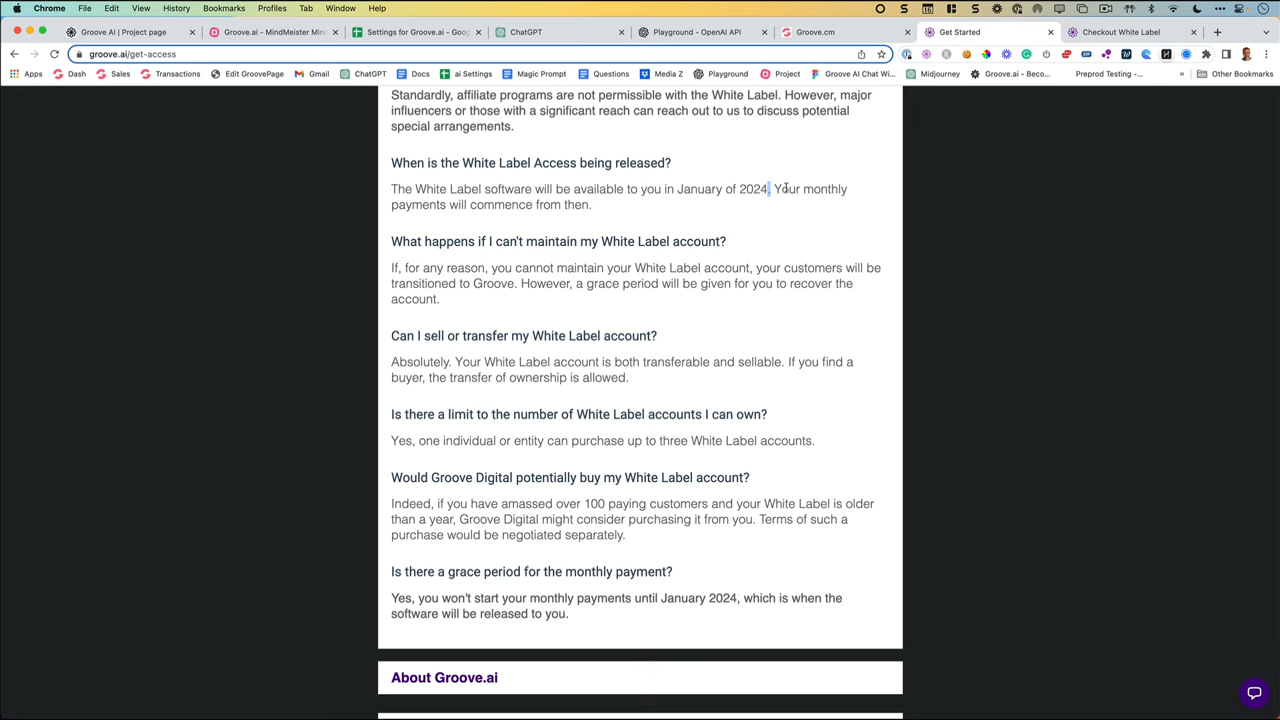 Chrome File Edit View History Bookmarks Profiles Tab Window Help
Groove AI | Project page
Groove.ai - MindMeister Min
Settings for Groove.ai - Goog
ChatGPT
Playground - OpenAI API
Groove.cm
Get Started
Checkout White Label
groove.ai/get-access
Apps Dash Sales Transactions Edit GroovePage Gmail ChatGPT Docs ai Settings Magic Prompt Questions Media Z Playground Project Groove AI Chat Wi... Midjourney Groove.ai - Beco... Preprod Testing -... » Other Bookmarks
Standardly, affiliate programs are not permissible with the White Label. However, major
influencers or those with a significant reach can reach out to us to discuss potential
special arrangements.
When is the White Label Access being released?
The White Label software will be available to you in January of 2024. Your monthly
payments will commence from then.
What happens if I can't maintain my White Label account?
If, for any reason, you cannot maintain your White Label account, your customers will be
transitioned to Groove. However, a grace period will be given for you to recover the
account.
Can I sell or transfer my White Label account?
Absolutely. Your White Label account is both transferable and sellable. If you find a
buyer, the transfer of ownership is allowed.
Is there a limit to the number of White Label accounts I can own?
Yes, one individual or entity can purchase up to three White Label accounts.
Would Groove Digital potentially buy my White Label account?
Indeed, if you have amassed over 100 paying customers and your White Label is older
than a year, Groove Digital might consider purchasing it from you. Terms of such a
purchase would be negotiated separately.
Is there a grace period for the monthly payment?
Yes, you won't start your monthly payments until January 2024, which is when the
software will be released to you.
About Groove.ai